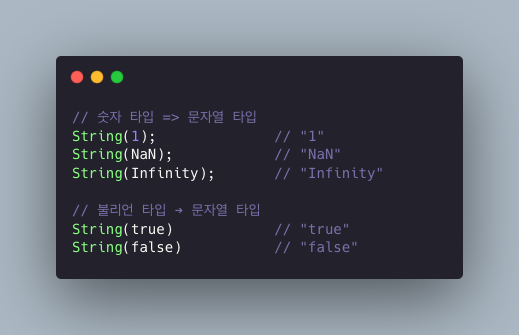 // 숫자 타입 => 문자열 타입
String(1);              // "1"
String(NaN);            // "NaN"
String(Infinity);       // "Infinity"
// 불리언 타입 → 문자열 타입
String(true)            // "true"
String(false)           // "false"